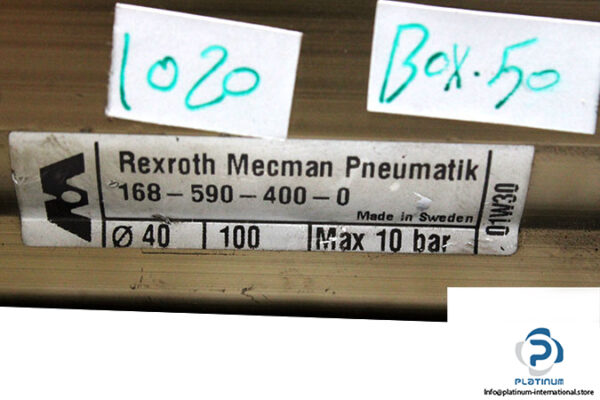 1020
Box.50
Rexroth Mecman Pneumatik
168-590-400-0
Made in Sweden
01W30
Ø 40 | 100 | Max 10 bar
PLATINUM
Info@platinum-international.store